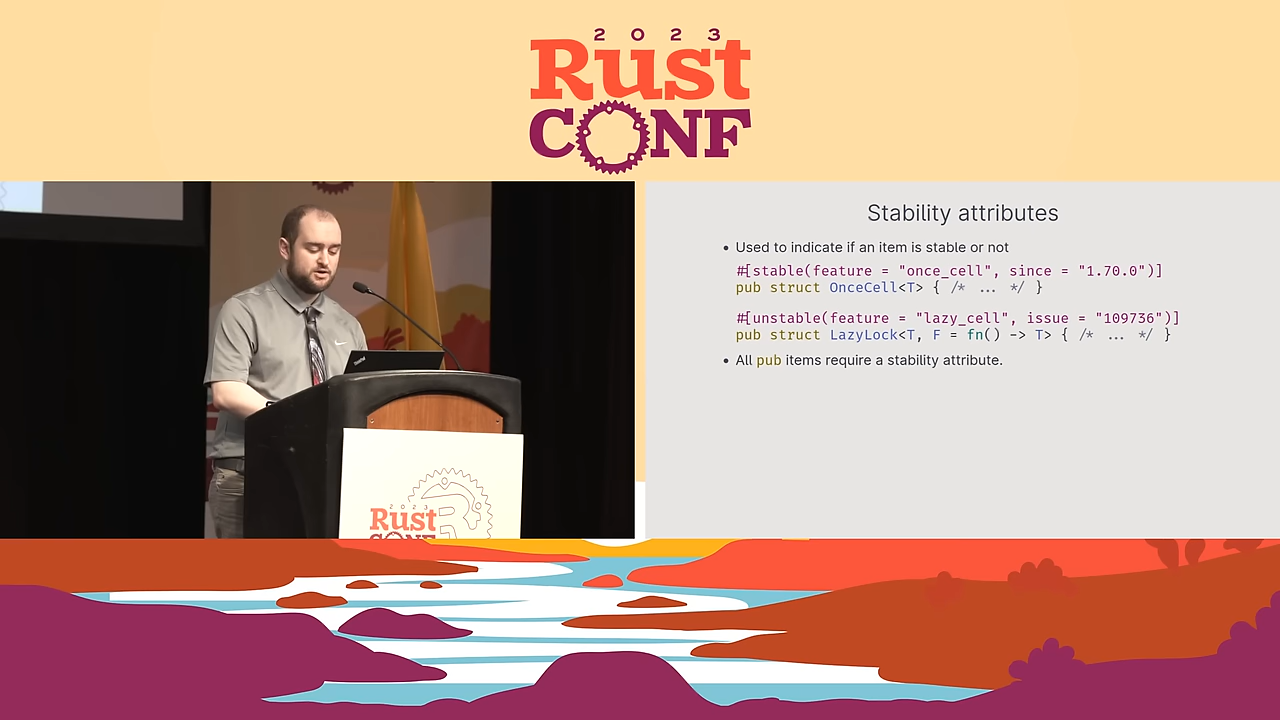 2023
Rust
CONF
Stability attributes
• Used to indicate if an item is stable or not
#[stable(feature = "once_cell", since = "1.70.0")]
pub struct OnceCell<T> { /* ... */ }
#[unstable(feature = "lazy_cell", issue = "109736")]
pub struct LazyLock<T, F = fn() -> T> { /* ... */ }
• All pub items require a stability attribute.
ThinkPad
2023
Rust
CONF